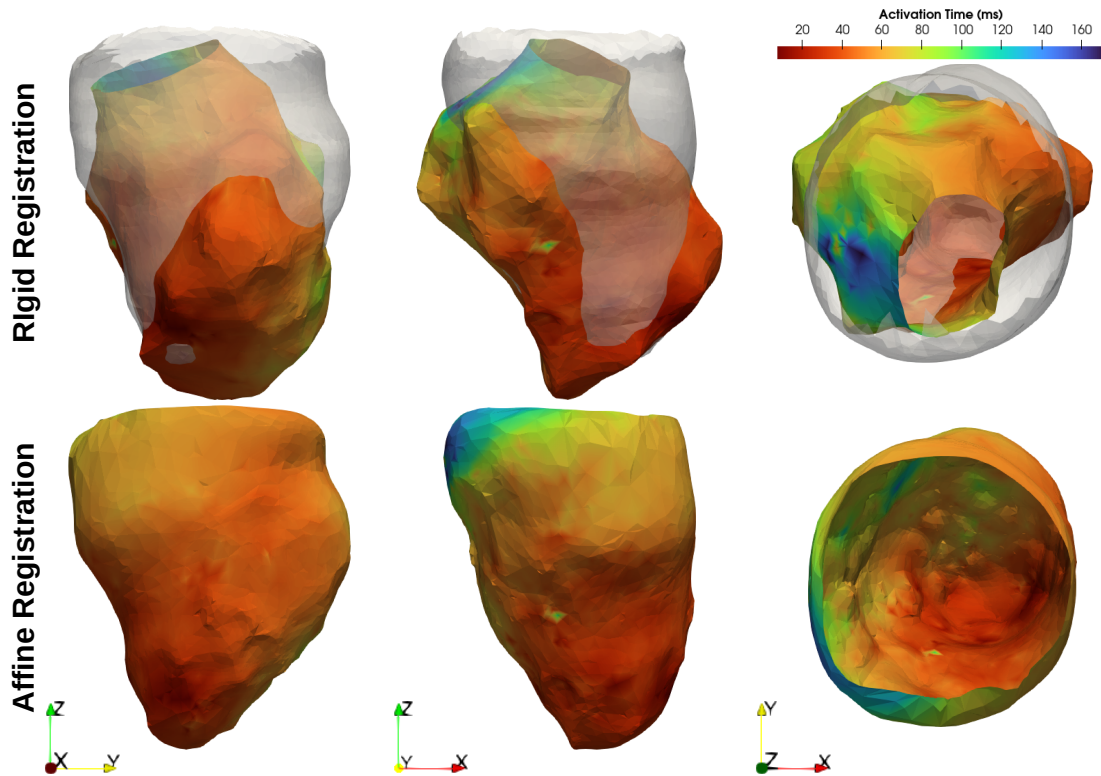 Activation Time (ms)
20 40 60 80 100 120 140 160
RIgid Registration
Affine Registration
Z
X Y
Z
Y X
Y
Z X